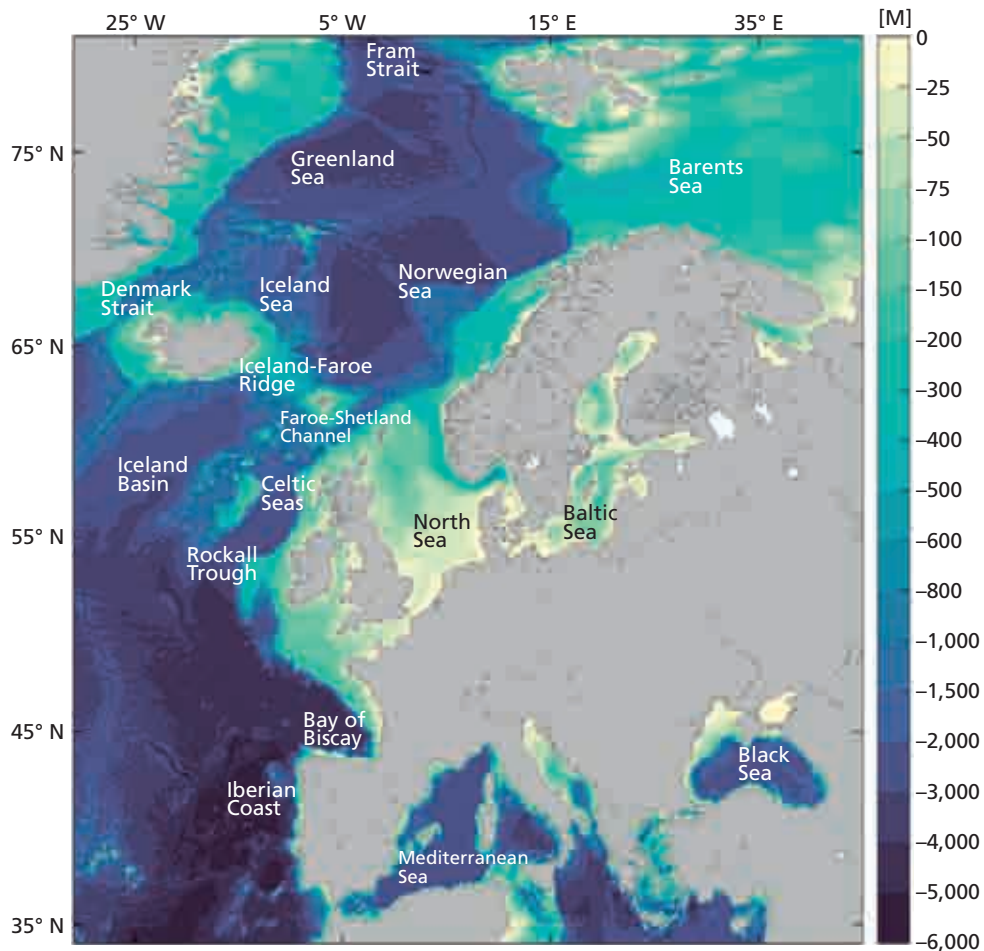 25° W
5° W
15° E
35° E
[M]
Fram
Strait
75° N
Greenland
Sea
Barents
Sea
Denmark
Strait
Iceland
Sea
Norwegian
Sea
65° N
Iceland-Faroe
Ridge
Faroe-Shetland
Channel
Iceland
Basin
Celtic
Seas
North
Sea
Baltic
Sea
55° N
Rockall
Trough
45° N
Bay of
Biscay
Black
Sea
Iberian
Coast
Mediterranean
Sea
35° N
0
–25
–50
–75
–100
–150
–200
–300
–400
–500
–600
–800
–1,000
–1,500
–2,000
–3,000
–4,000
–5,000
–6,000